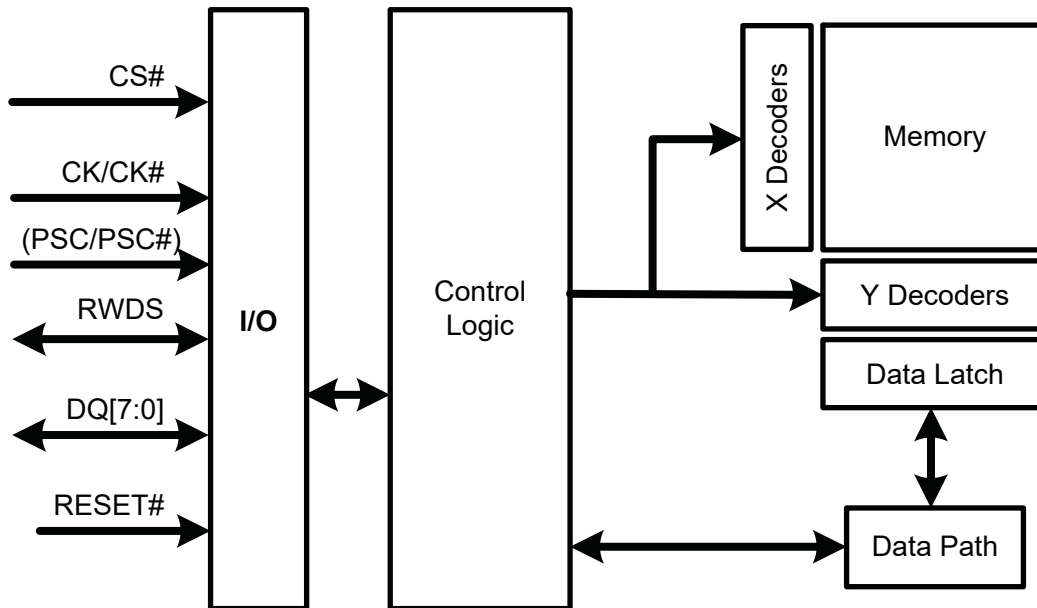 CS#
CK/CK#
(PSC/PSC#)
RWDS
DQ[7:0]
RESET#
I/O
Control
Logic
X Decoders
Memory
Y Decoders
Data Latch
Data Path